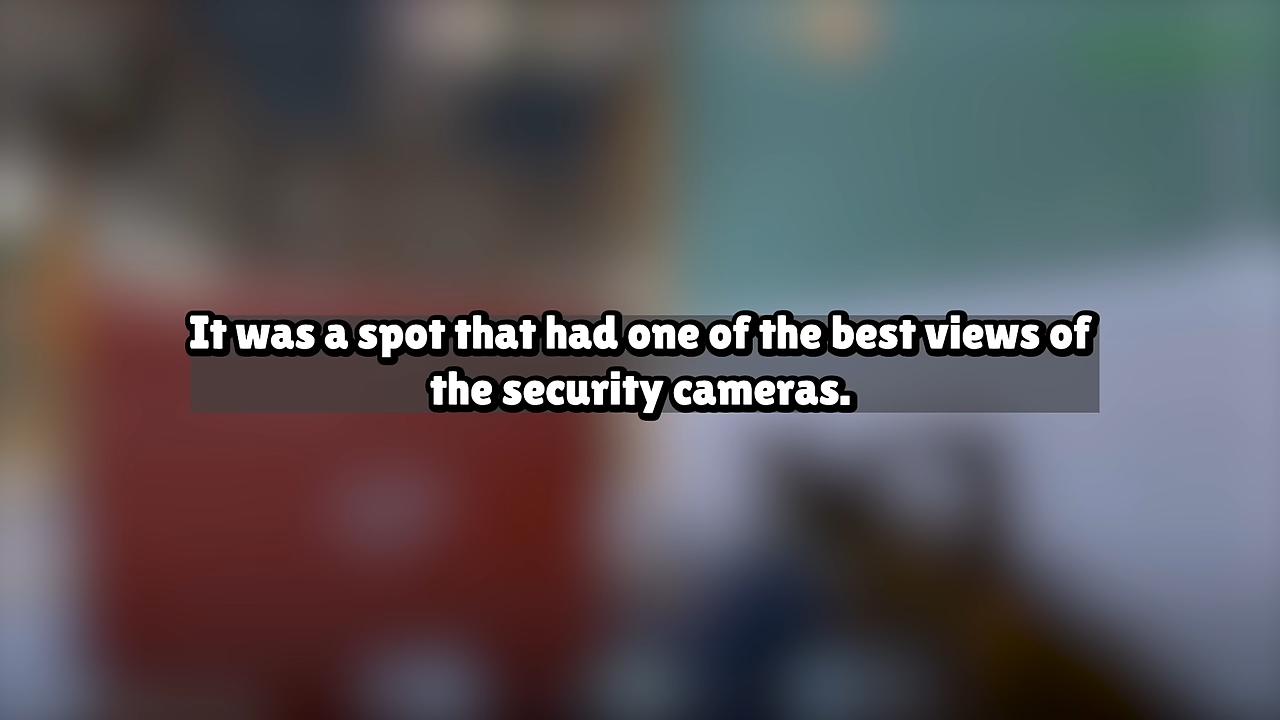 It was a spot that had one of the best views of
the security cameras.